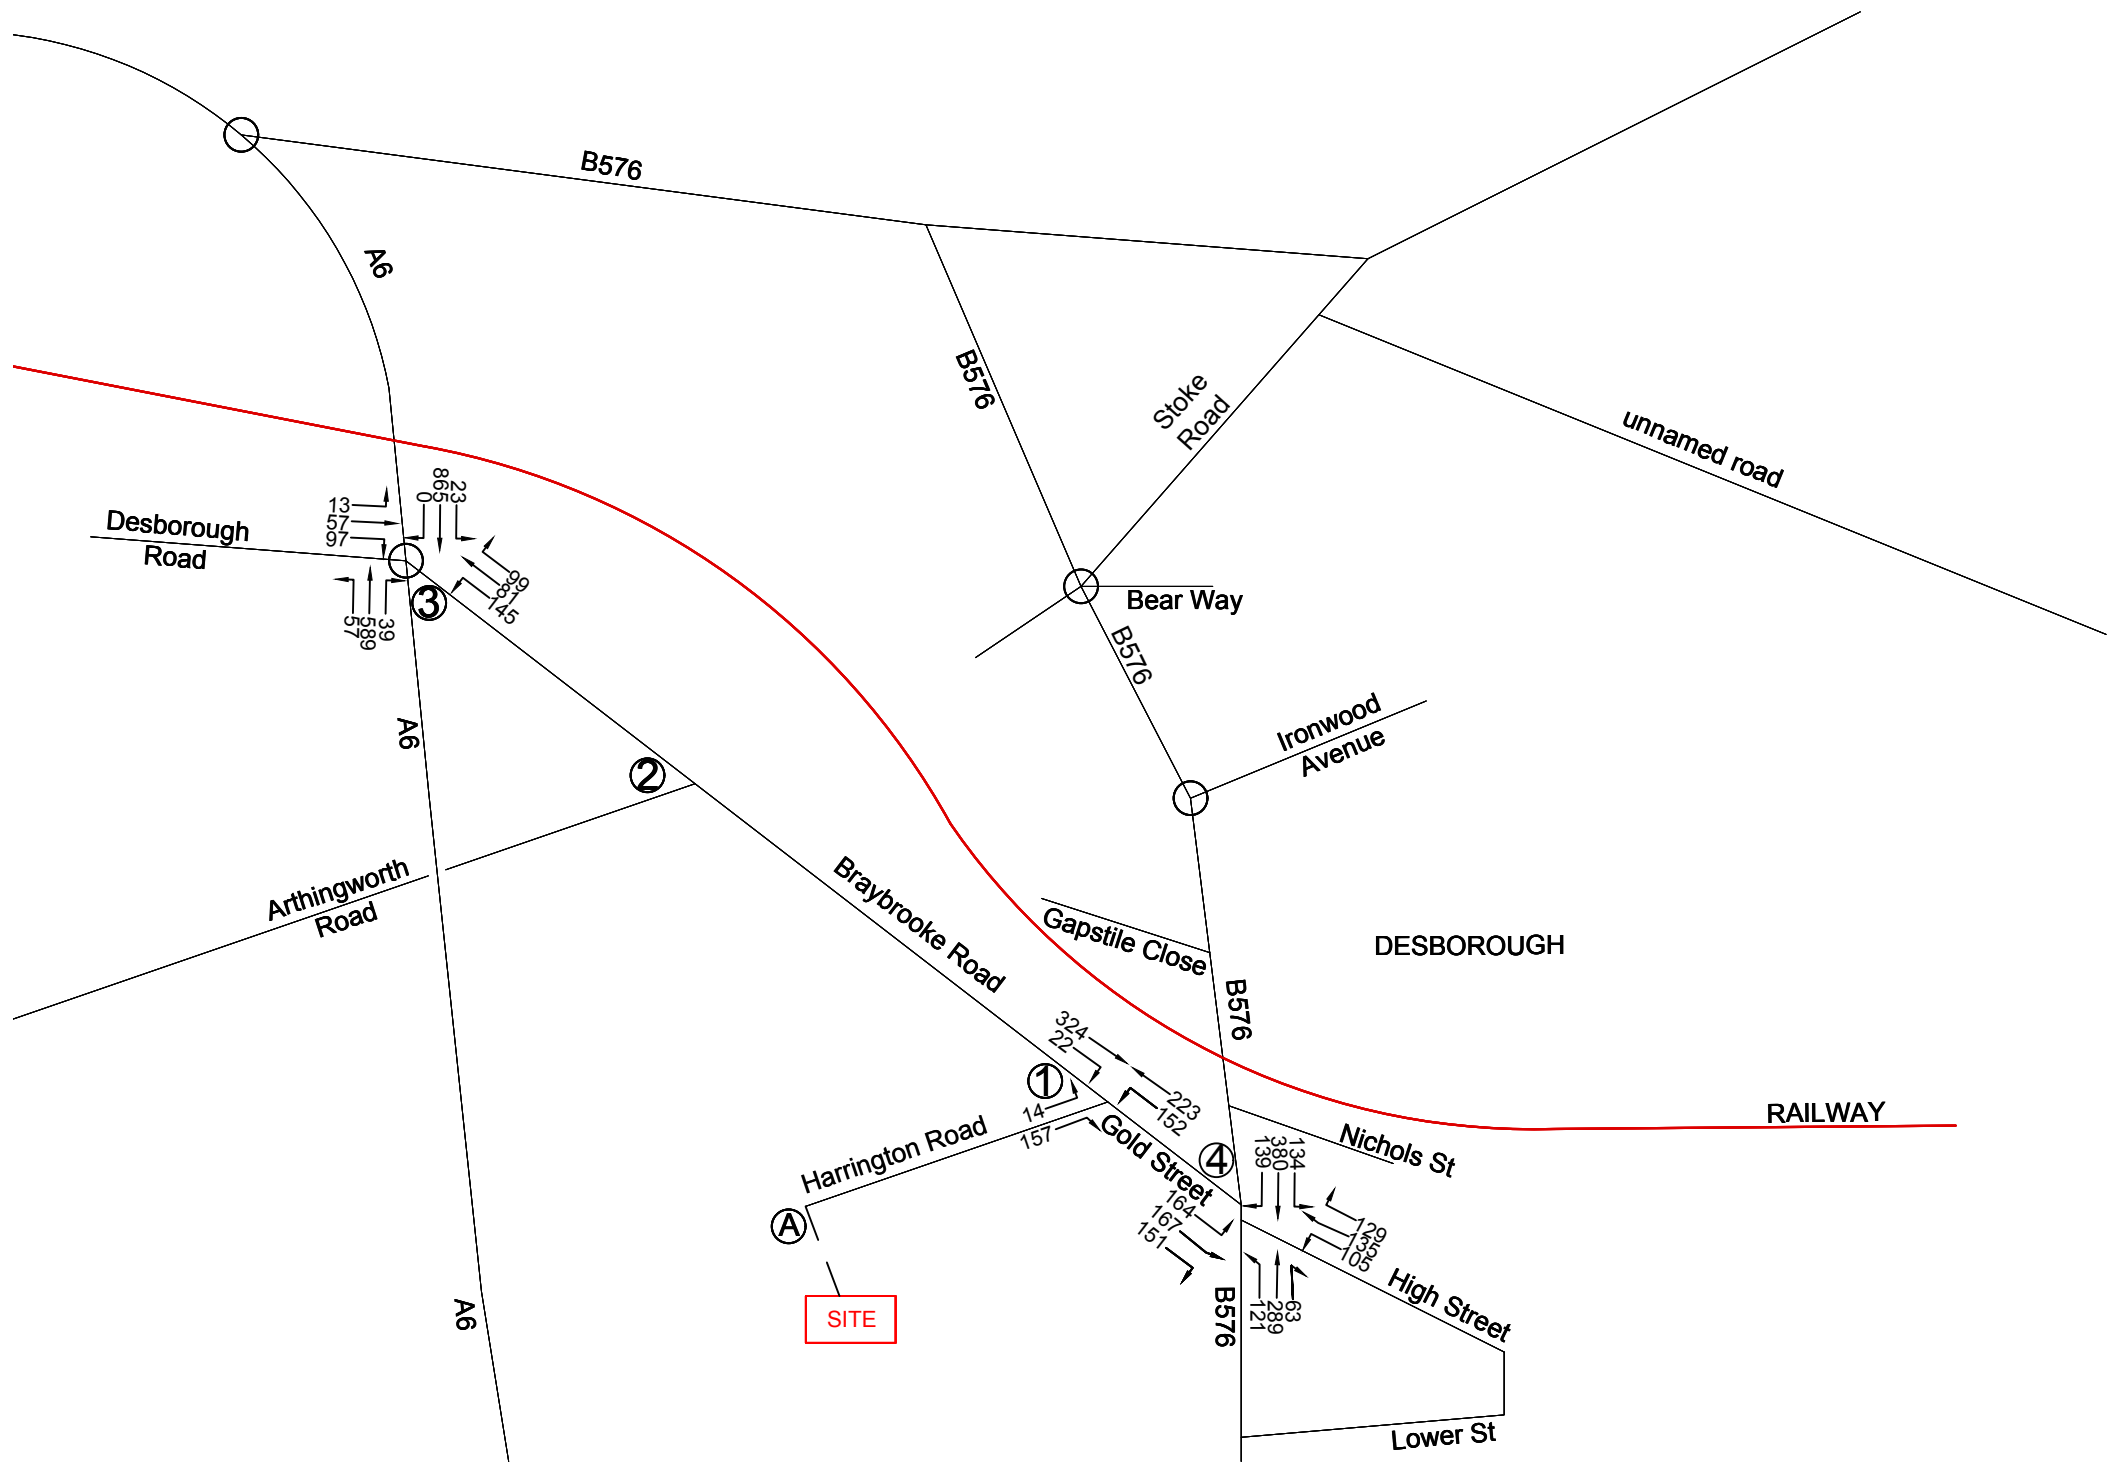 B576
A6
B576
Stoke
Road
unnamed road
13
57
97
0
865
23
Desborough
Road
99
81
145
3
57
589
39
Bear Way
B576
A6
Ironwood
Avenue
2
Arthingworth
Road
Braybrooke Road
Gapstile Close
DESBOROUGH
B576
324
22
1
14
157
223
152
RAILWAY
Harrington Road
Gold Street
Nichols St
4
139
380
134
A
164
167
151
129
135
105
SITE
A6
B576
121
289
63
High Street
Lower St